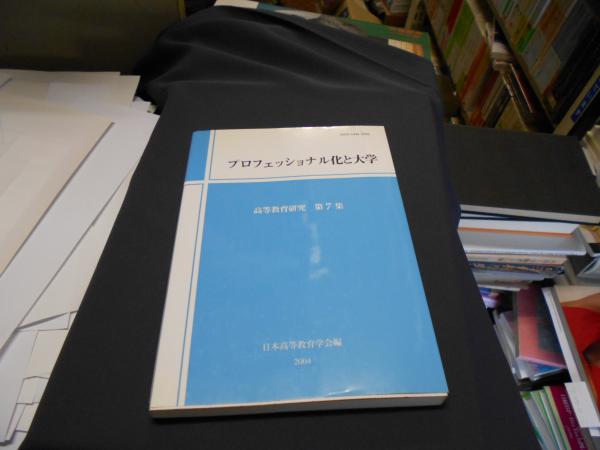 プロフェッショナル化と大学
高等教育研究 第7集
日本高等教育学会編
2004